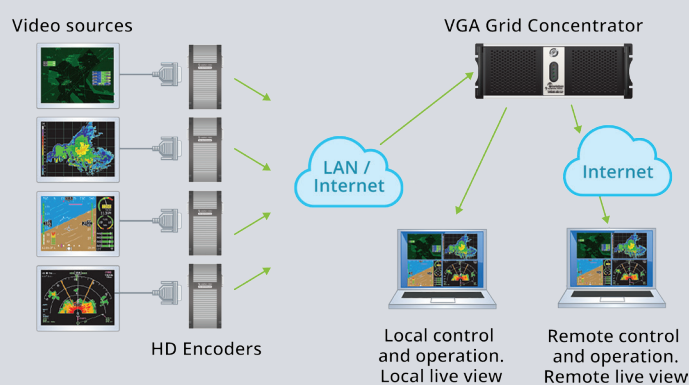 Video sources
VGA Grid Concentrator
LAN /
Internet
Internet
HD Encoders
Local control
and operation.
Local live view
Remote control
and operation.
Remote live view